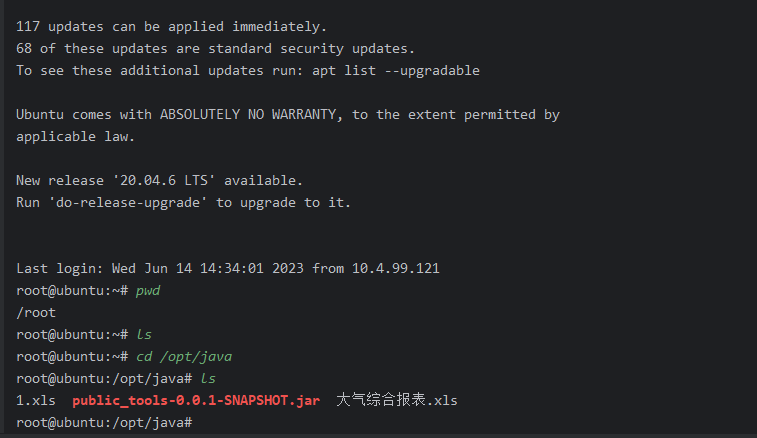 117 updates can be applied immediately.
68 of these updates are standard security updates.
To see these additional updates run: apt list --upgradable
Ubuntu comes with ABSOLUTELY NO WARRANTY, to the extent permitted by
applicable law.
New release '20.04.6 LTS' available.
Run 'do-release-upgrade' to upgrade to it.
Last login: Wed Jun 14 14:34:01 2023 from 10.4.99.121
root@ubuntu:~# pwd
/root
root@ubuntu:~# ls
root@ubuntu:~# cd /opt/java
root@ubuntu:/opt/java# ls
1.xls  public_tools-0.0.1-SNAPSHOT.jar  大气综合报表.xls
root@ubuntu:/opt/java#